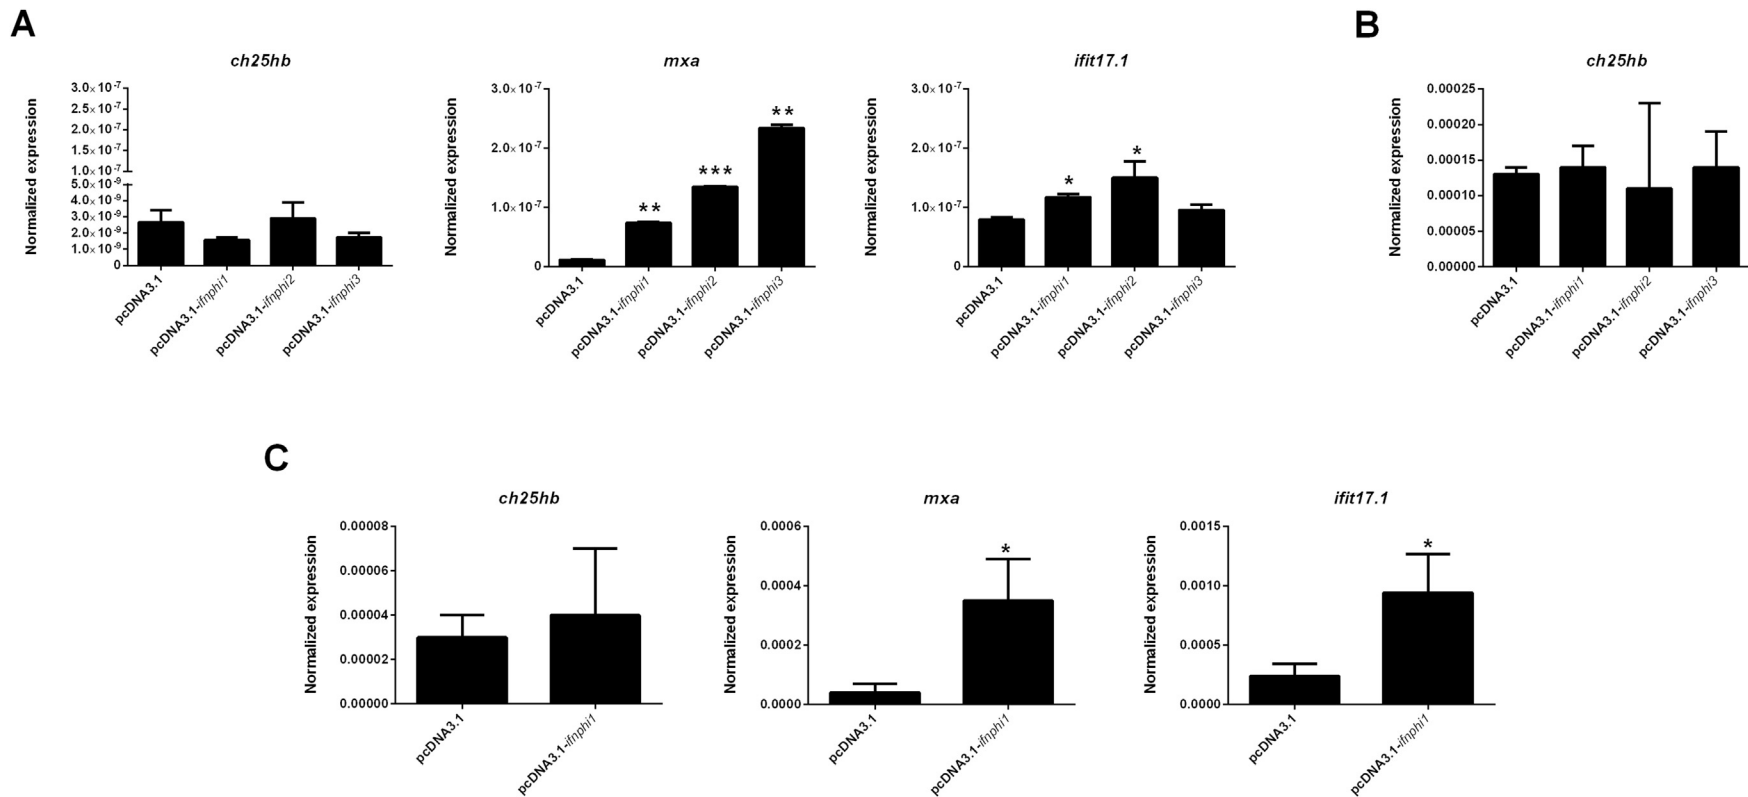 A
B
ch25hb
mxa
ifit17.1
ch25hb
Normalized expression
3.0×10⁻⁷
2.5×10⁻⁷
2.0×10⁻⁷
1.5×10⁻⁷
1.0×10⁻⁷
5.0×10⁻⁹
4.0×10⁻⁹
3.0×10⁻⁹
2.0×10⁻⁹
1.0×10⁻⁹
0
pcDNA3.1
pcDNA3.1-ifnphi1
pcDNA3.1-ifnphi2
pcDNA3.1-ifnphi3
Normalized expression
3.0×10⁻⁷
2.0×10⁻⁷
1.0×10⁻⁷
0
**
***
**
pcDNA3.1
pcDNA3.1-ifnphi1
pcDNA3.1-ifnphi2
pcDNA3.1-ifnphi3
Normalized expression
3.0×10⁻⁷
2.0×10⁻⁷
1.0×10⁻⁷
0
*
*
pcDNA3.1
pcDNA3.1-ifnphi1
pcDNA3.1-ifnphi2
pcDNA3.1-ifnphi3
Normalized expression
0.00025
0.00020
0.00015
0.00010
0.00005
0.00000
pcDNA3.1
pcDNA3.1-ifnphi1
pcDNA3.1-ifnphi2
pcDNA3.1-ifnphi3
C
ch25hb
mxa
ifit17.1
Normalized expression
0.00008
0.00006
0.00004
0.00002
0.00000
pcDNA3.1
pcDNA3.1-ifnphi1
Normalized expression
0.0006
0.0004
0.0002
0.0000
*
pcDNA3.1
pcDNA3.1-ifnphi1
Normalized expression
0.0015
0.0010
0.0005
0.0000
*
pcDNA3.1
pcDNA3.1-ifnphi1